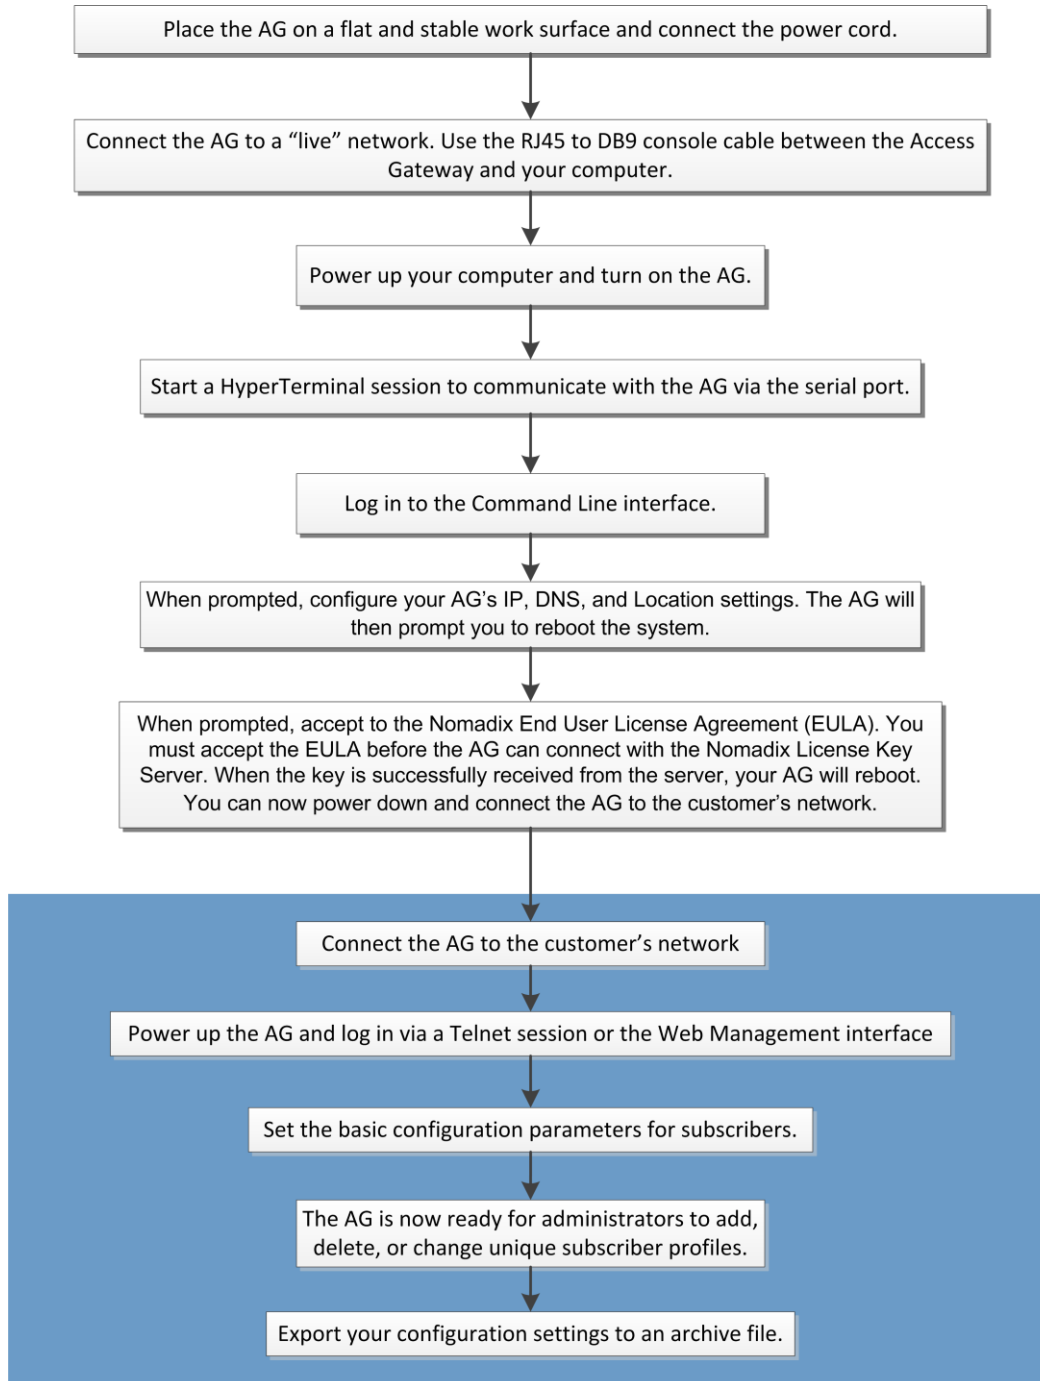 Place the AG on a flat and stable work surface and connect the power cord.
Connect the AG to a “live” network. Use the RJ45 to DB9 console cable between the Access
Gateway and your computer.
Power up your computer and turn on the AG.
Start a HyperTerminal session to communicate with the AG via the serial port.
Log in to the Command Line interface.
When prompted, configure your AG’s IP, DNS, and Location settings. The AG will
then prompt you to reboot the system.
When prompted, accept to the Nomadix End User License Agreement (EULA). You
must accept the EULA before the AG can connect with the Nomadix License Key
Server. When the key is successfully received from the server, your AG will reboot.
You can now power down and connect the AG to the customer’s network.
Connect the AG to the customer’s network
Power up the AG and log in via a Telnet session or the Web Management interface
Set the basic configuration parameters for subscribers.
The AG is now ready for administrators to add,
delete, or change unique subscriber profiles.
Export your configuration settings to an archive file.